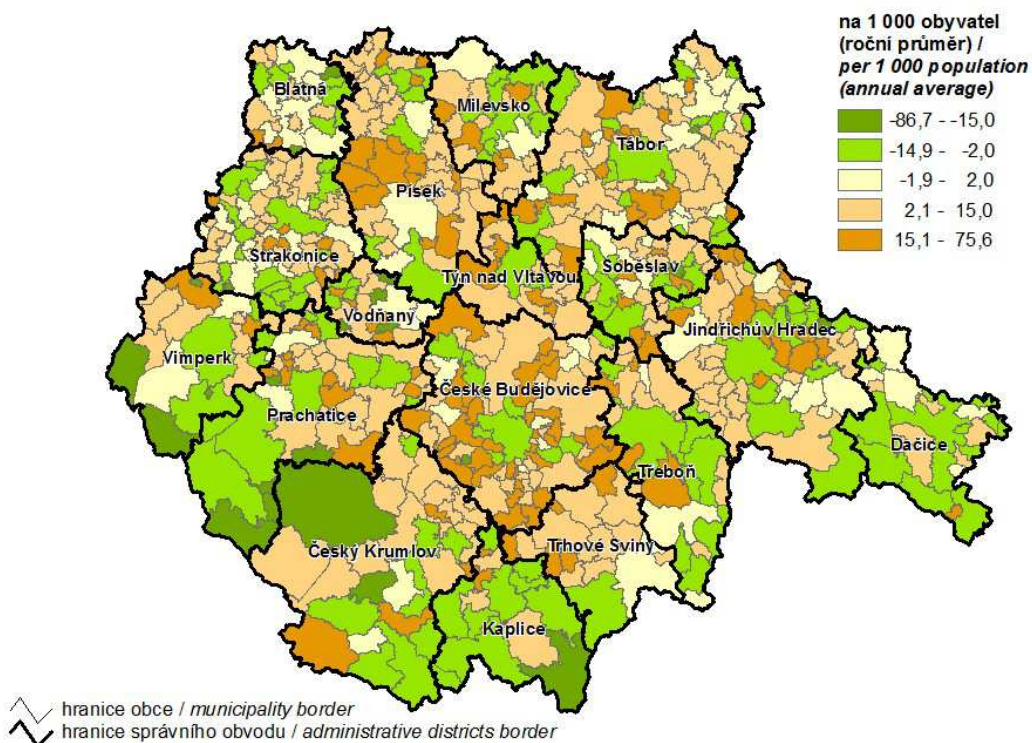 na 1 000 obyvatel
(roční průměr) /
per 1 000 population
(annual average)
-86,7 - -15,0
-14,9 - -2,0
-1,9 - 2,0
2,1 - 15,0
15,1 - 75,6
Blatná
Milevsko
Tábor
Písek
Strakonice
Týn nad Vltavou
Soběslav
Vodňany
Jindřichův Hradec
Vimperk
České Budějovice
Prachatice
Dačice
Třeboň
Český Krumlov
Trhové Sviny
Kaplice
hranice obce / municipality border
hranice správního obvodu / administrative districts border